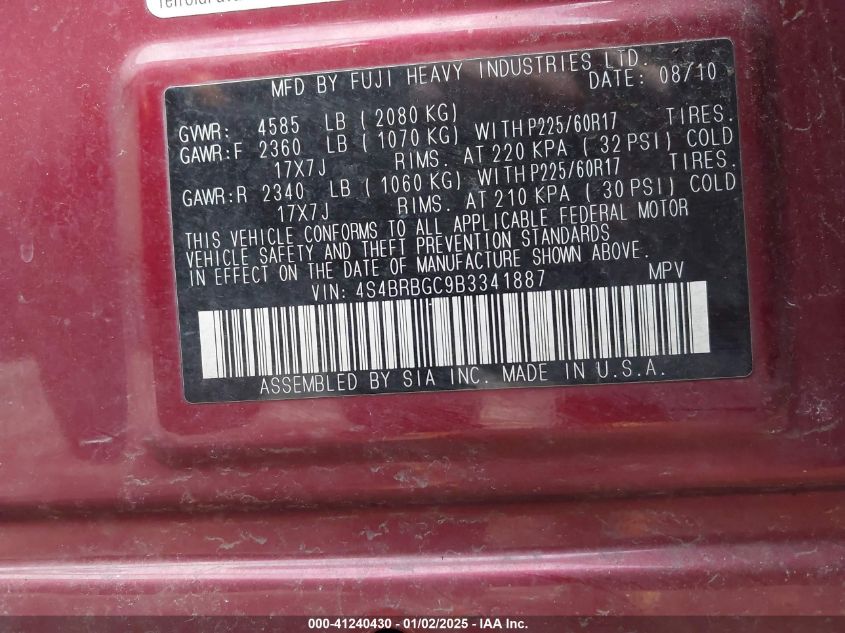 MFD BY FUJI HEAVY INDUSTRIES LTD.
DATE: 08/10
GVWR: 4585 LB ( 2080 KG)
GAWR:F 2360 LB ( 1070 KG) WITH P225/60R17 TIRES.
17X7J RIMS. AT 220 KPA ( 32 PSI) COLD
GAWR:R 2340 LB ( 1060 KG) WITH P225/60R17 TIRES.
17X7J RIMS. AT 210 KPA ( 30 PSI) COLD
THIS VEHICLE CONFORMS TO ALL APPLICABLE FEDERAL MOTOR
VEHICLE SAFETY AND THEFT PREVENTION STANDARDS
IN EFFECT ON THE DATE OF MANUFACTURE SHOWN ABOVE.
VIN: 4S4BRBGC9B3341887 MPV
ASSEMBLED BY SIA INC. MADE IN U.S.A.
000-41240430 - 01/02/2025 - IAA Inc.